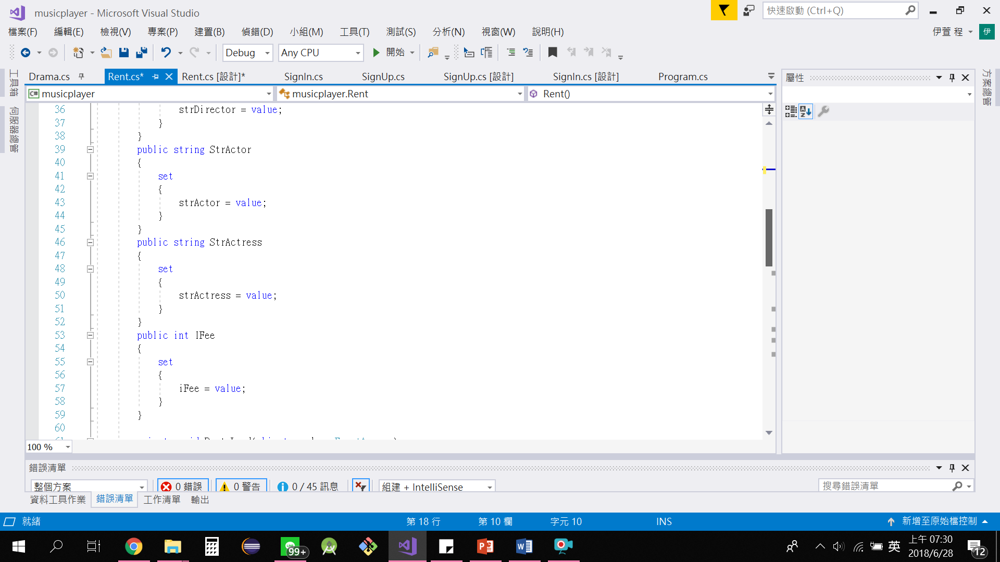 musicplayer - Microsoft Visual Studio
快速啟動 (Ctrl+Q)
檔案(F) 編輯(E) 檢視(V) 專案(P) 建置(B) 偵錯(D) 小組(M) 工具(T) 測試(S) 分析(N) 視窗(W) 說明(H)
伊萱 程 伊
Debug Any CPU 開始
工具箱
伺服器總管
Drama.cs Rent.cs* Rent.cs [設計]* SignIn.cs SignUp.cs SignUp.cs [設計] SignIn.cs [設計] Program.cs
musicplayer musicplayer.Rent Rent()
36 strDirector = value;
37 }
38 }
39 public string StrActor
40 {
41 set
42 {
43 strActor = value;
44 }
45 }
46 public string StrActress
47 {
48 set
49 {
50 strActress = value;
51 }
52 }
53 public int IFee
54 {
55 set
56 {
57 iFee = value;
58 }
59 }
60
100 %
屬性
方案總管
錯誤清單
整個方案 0 錯誤 0 警告 0 / 45 訊息 組建 + IntelliSense 搜尋錯誤清單
資料工具作業 錯誤清單 工作清單 輸出
就緒 第 18 行 第 10 欄 字元 10 INS 新增至原始檔控制
99+
英
上午 07:30
2018/6/28
12